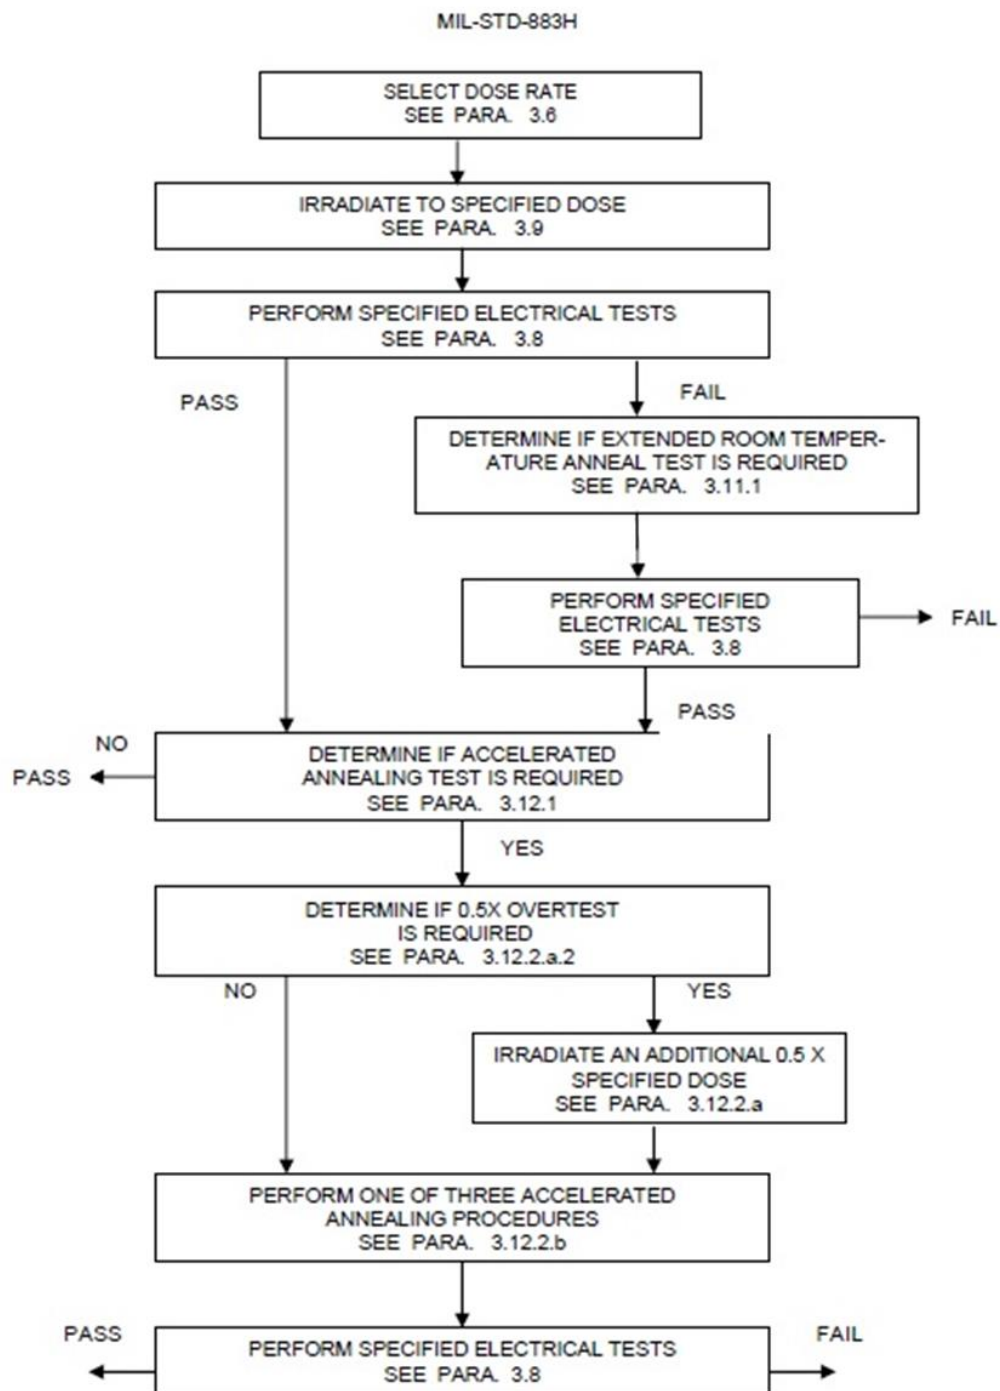 MIL-STD-883H
SELECT DOSE RATE
SEE PARA. 3.6
IRRADIATE TO SPECIFIED DOSE
SEE PARA. 3.9
PERFORM SPECIFIED ELECTRICAL TESTS
SEE PARA. 3.8
PASS
FAIL
DETERMINE IF EXTENDED ROOM TEMPER-
ATURE ANNEAL TEST IS REQUIRED
SEE PARA. 3.11.1
PERFORM SPECIFIED
ELECTRICAL TESTS
SEE PARA. 3.8
FAIL
PASS
NO
PASS
DETERMINE IF ACCELERATED
ANNEALING TEST IS REQUIRED
SEE PARA. 3.12.1
YES
DETERMINE IF 0.5X OVERTEST
IS REQUIRED
SEE PARA. 3.12.2.a.2
NO
YES
IRRADIATE AN ADDITIONAL 0.5 X
SPECIFIED DOSE
SEE PARA. 3.12.2.a
PERFORM ONE OF THREE ACCELERATED
ANNEALING PROCEDURES
SEE PARA. 3.12.2.b
PASS
FAIL
PERFORM SPECIFIED ELECTRICAL TESTS
SEE PARA. 3.8